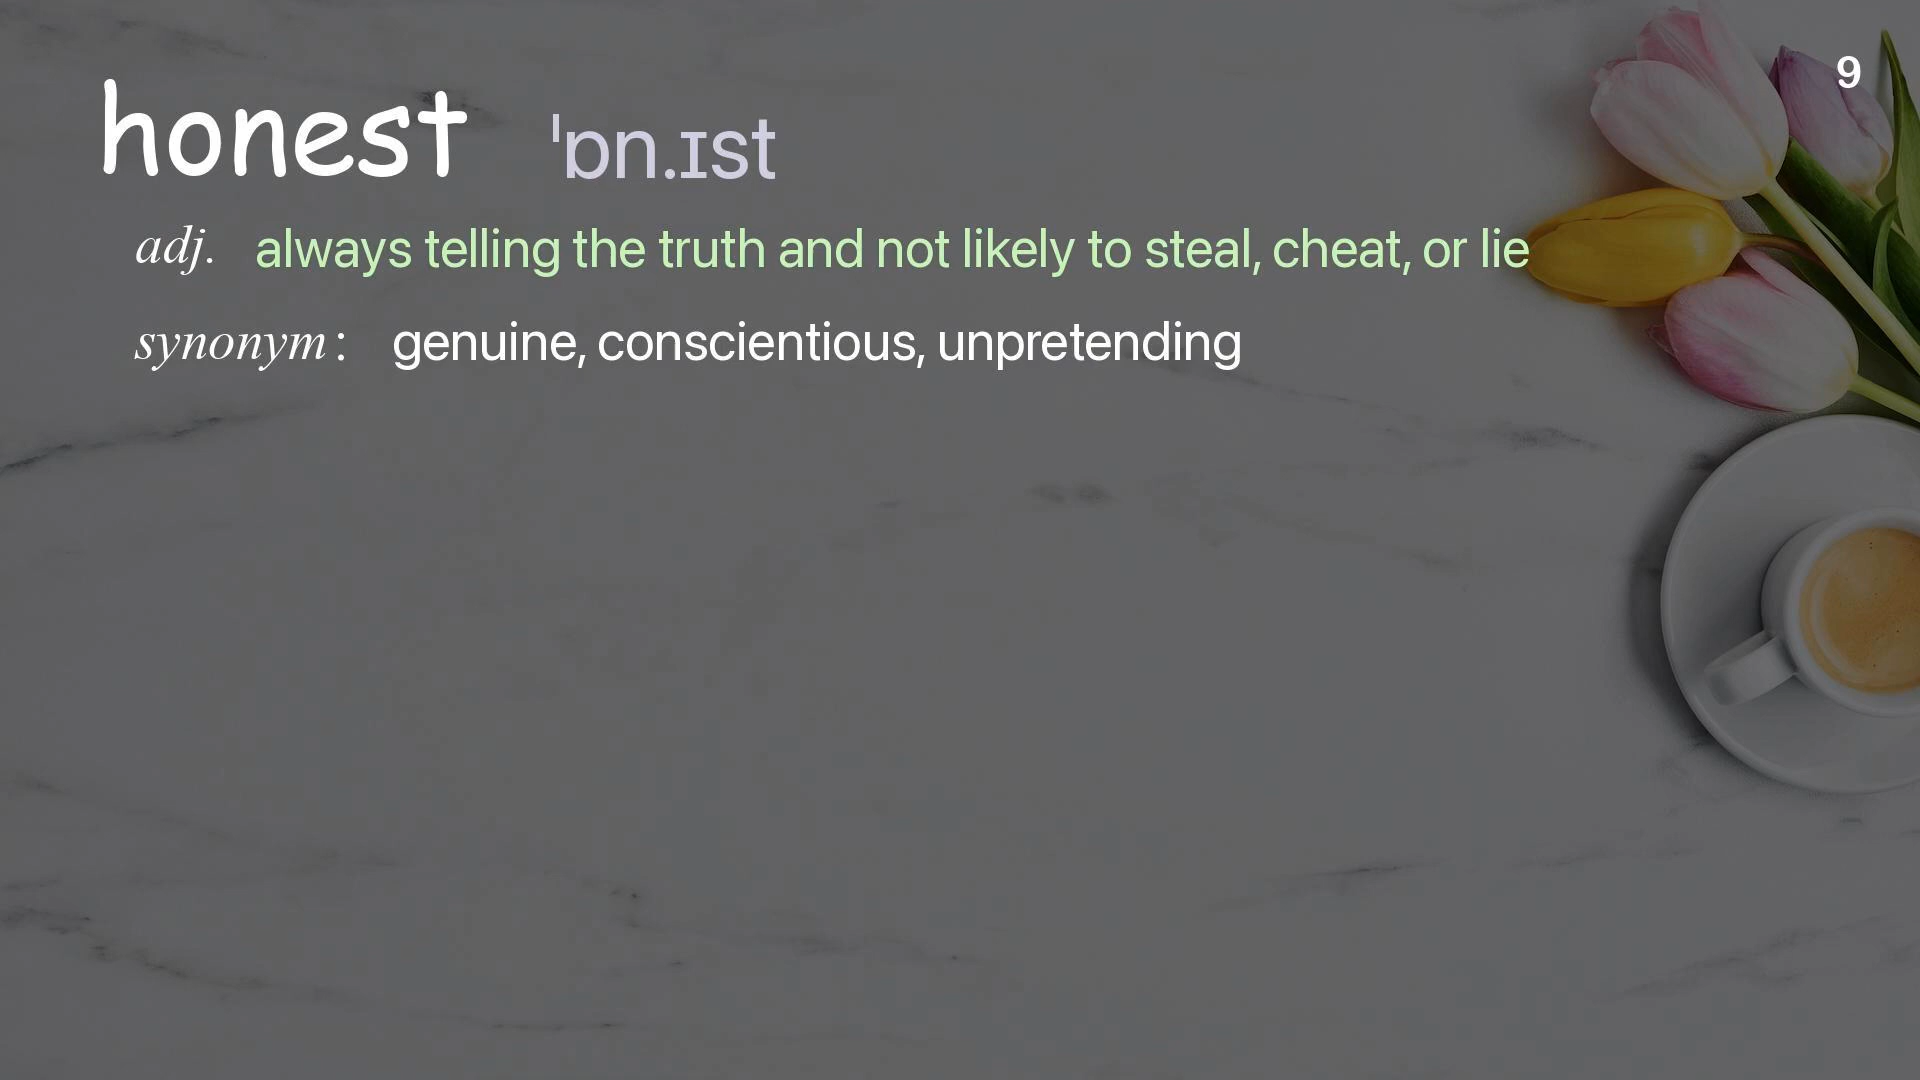 9
honest ˈɒn.ɪst
adj. always telling the truth and not likely to steal, cheat, or lie
synonym: genuine, conscientious, unpretending